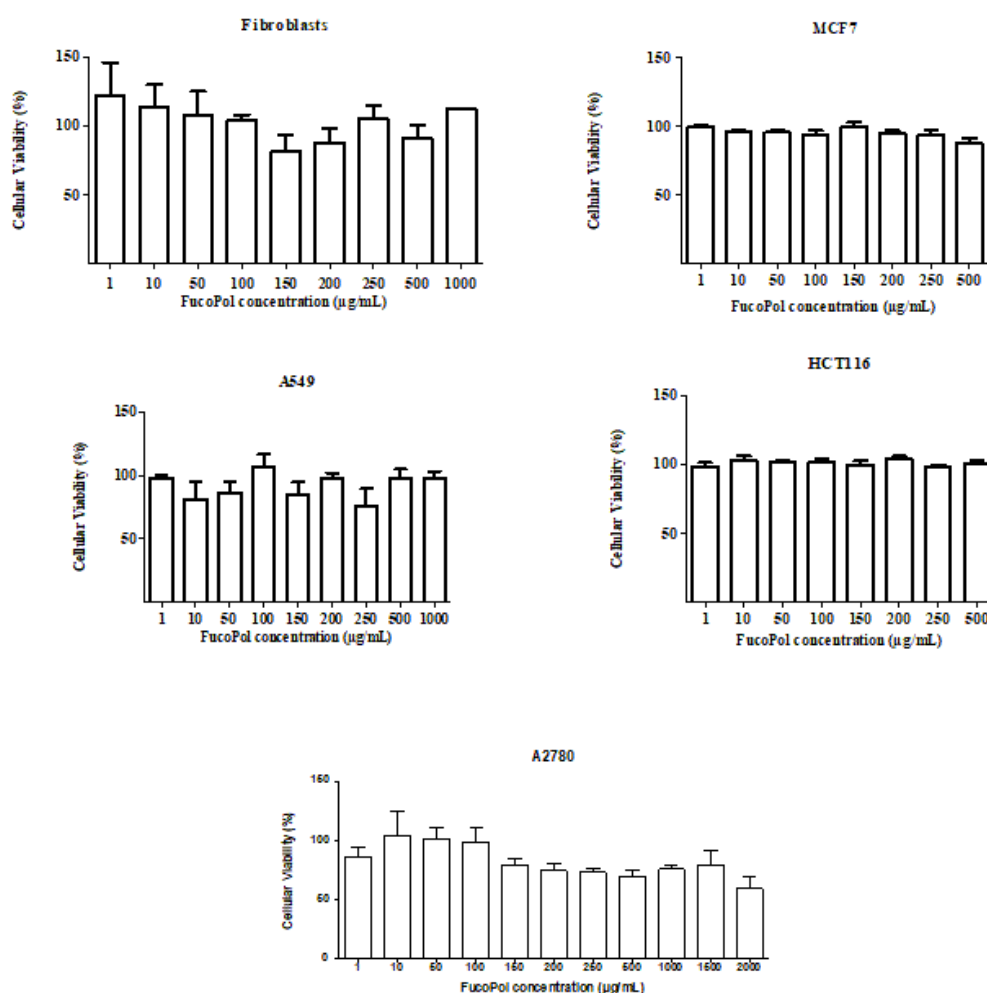 Fibroblasts
150
100
50
Cellular Viability (%)
1 10 50 100 150 200 250 500 1000
FucoPol concentration (µg/mL)
MCF7
150
100
50
Cellular Viability (%)
1 10 50 100 150 200 250 500
FucoPol concentration (µg/mL)
A549
150
100
50
Cellular Viability (%)
1 10 50 100 150 200 250 500 1000
FucoPol concentration (µg/mL)
HCT116
150
100
50
Cellular Viability (%)
1 10 50 100 150 200 250 500
FucoPol concentration (µg/mL)
A2780
150
100
50
0
Cellular Viability (%)
1 10 50 100 150 200 250 500 1000 1500 2000
FucoPol concentration (µg/mL)